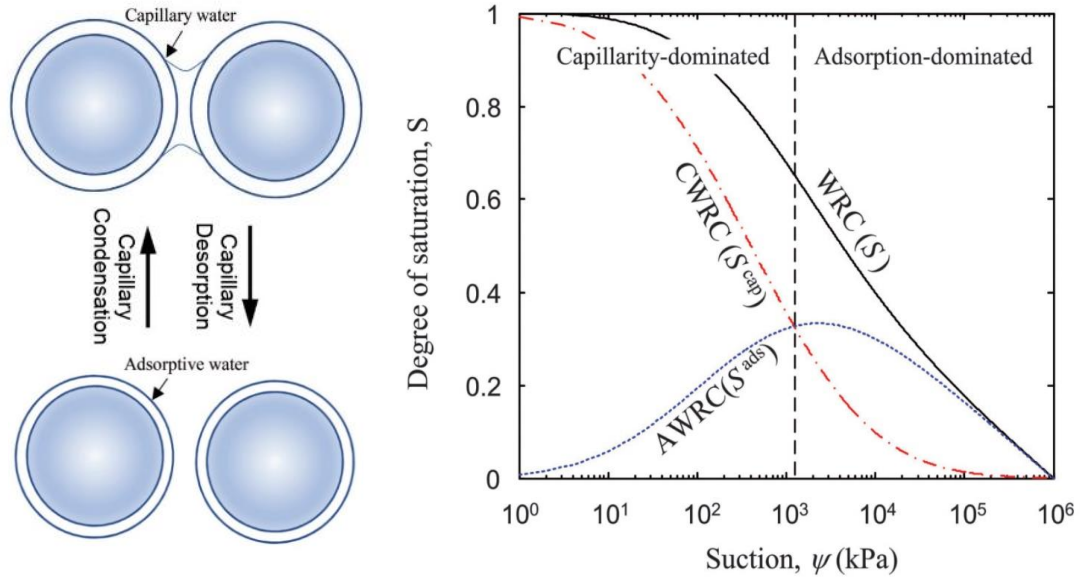 Capillary water
Capillary
Condensation
Capillary
Desorption
Adsorptive water
Degree of saturation, S
1
0.8
0.6
0.4
0.2
0
Capillarity-dominated
Adsorption-dominated
WRC (S)
CWRC (S^cap)
AWRC(S^ads)
10^0 10^1 10^2 10^3 10^4 10^5 10^6
Suction, ψ (kPa)